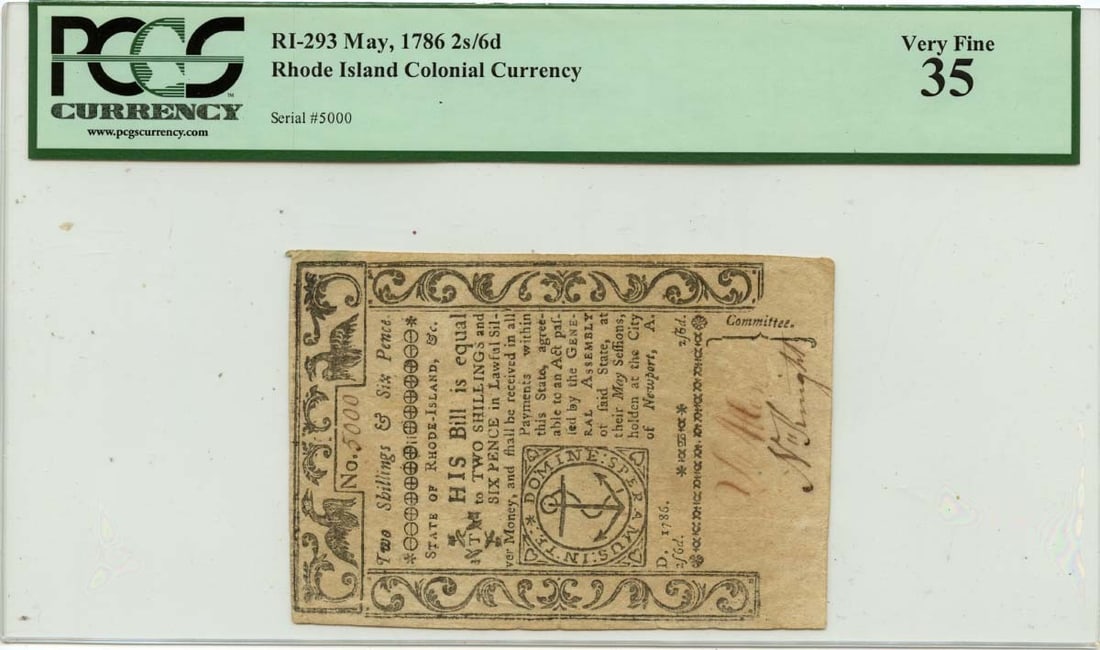 PCGS
CURRENCY
™
www.pcgscurrency.com
RI-293 May, 1786 2s/6d
Rhode Island Colonial Currency
Serial #5000
Very Fine
35
No. 5000
Two Shillings & Six Pence.
STATE OF RHODE-ISLAND, &c.
THIS Bill is equal
to TWO SHILLINGS and
SIX PENCE in Lawful Sil-
ver Money, and ſhall be received in all
Payments within
this State, agree-
able to an Act paſ-
ſed by the GENE-
RAL ASSEMBLY
of ſaid State, at
their May Seſſions,
holden at the City
of Newport, A.
D. 1786.
IN TE DOMINE SPERAMUS
2/6d. 2/6d.
Committee.
Knight